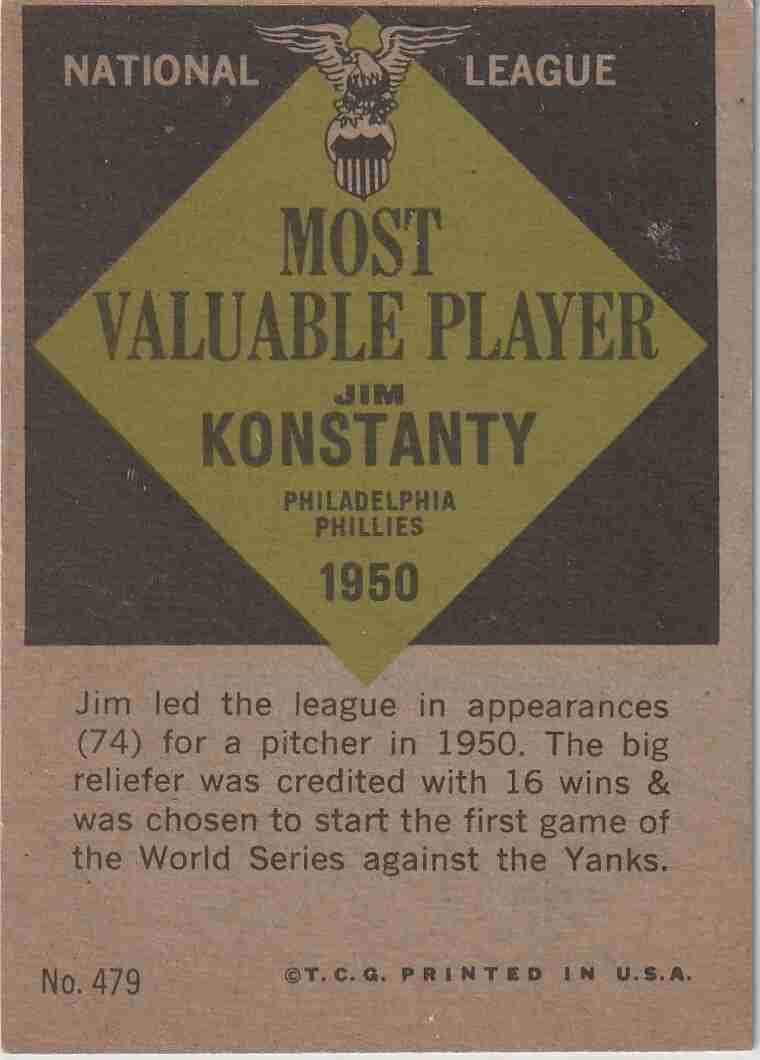 NATIONAL LEAGUE
MOST
VALUABLE PLAYER
JIM
KONSTANTY
PHILADELPHIA
PHILLIES
1950
Jim led the league in appearances
(74) for a pitcher in 1950. The big
reliefer was credited with 16 wins &
was chosen to start the first game of
the World Series against the Yanks.
No. 479 ©T.C.G. PRINTED IN U.S.A.